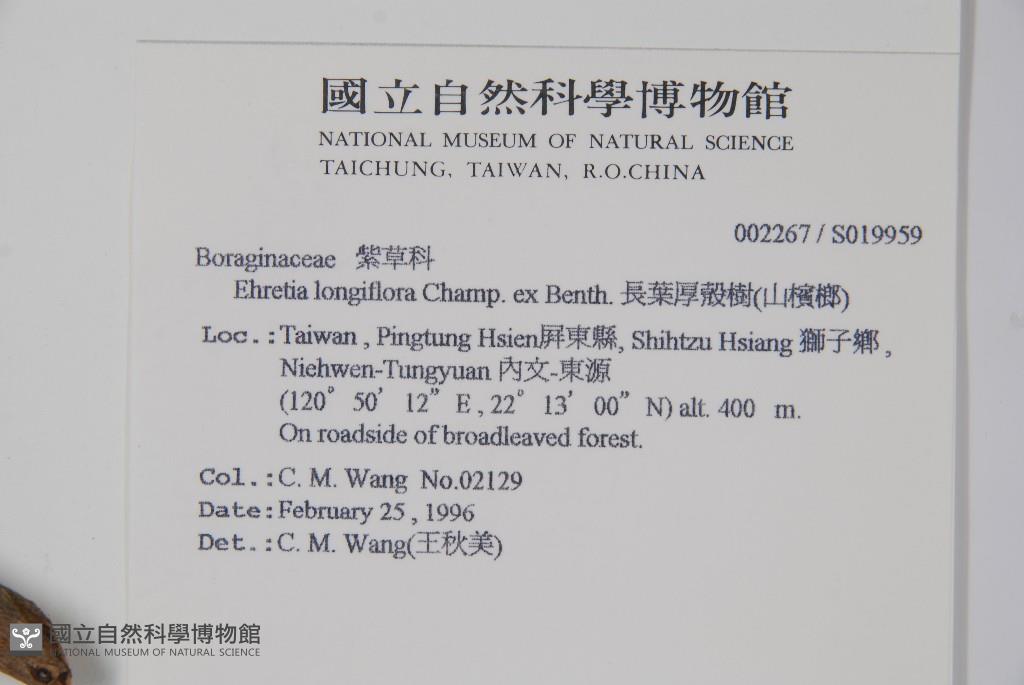 國立自然科學博物館
NATIONAL MUSEUM OF NATURAL SCIENCE
TAICHUNG, TAIWAN, R.O.CHINA
002267 / S019959
Boraginaceae 紫草科
Ehretia longiflora Champ. ex Benth. 長葉厚殼樹(山檳榔)
Loc.:Taiwan , Pingtung Hsien屏東縣, Shihtzu Hsiang 獅子鄉 ,
Niehwen-Tungyuan 內文-東源
(120° 50' 12" E , 22° 13' 00" N) alt. 400 m.
On roadside of broadleaved forest.
Col.:C. M. Wang No.02129
Date:February 25 , 1996
Det.:C. M. Wang(王秋美)
國立自然科學博物館
NATIONAL MUSEUM OF NATURAL SCIENCE